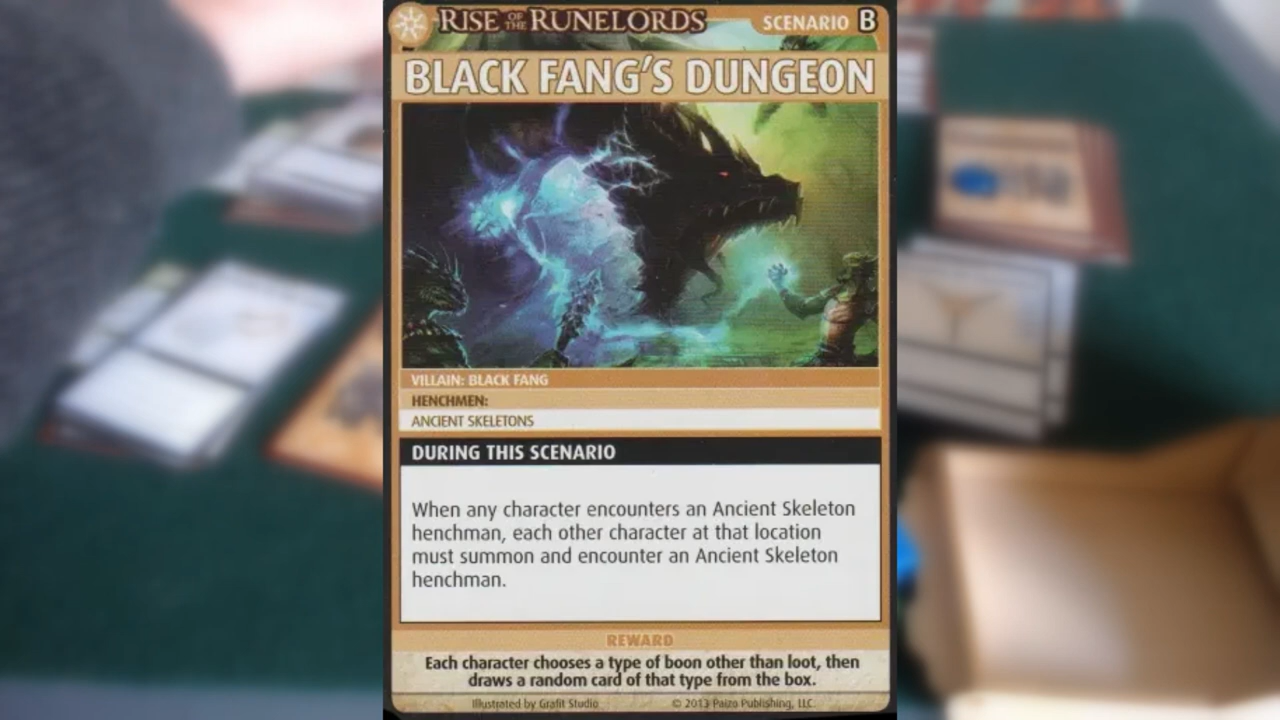 RISE OF THE RUNELORDS
SCENARIO B
BLACK FANG'S DUNGEON
VILLAIN: BLACK FANG
HENCHMEN:
ANCIENT SKELETONS
DURING THIS SCENARIO
When any character encounters an Ancient Skeleton
henchman, each other character at that location
must summon and encounter an Ancient Skeleton
henchman.
REWARD
Each character chooses a type of boon other than loot, then
draws a random card of that type from the box.
Illustrated by Grafit Studio
© 2013 Paizo Publishing, LLC.